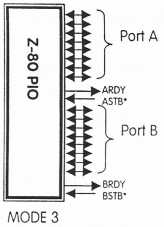 Z-80 PIO
Port A
ARDY
ASTB*
Port B
BRDY
BSTB*
MODE 3